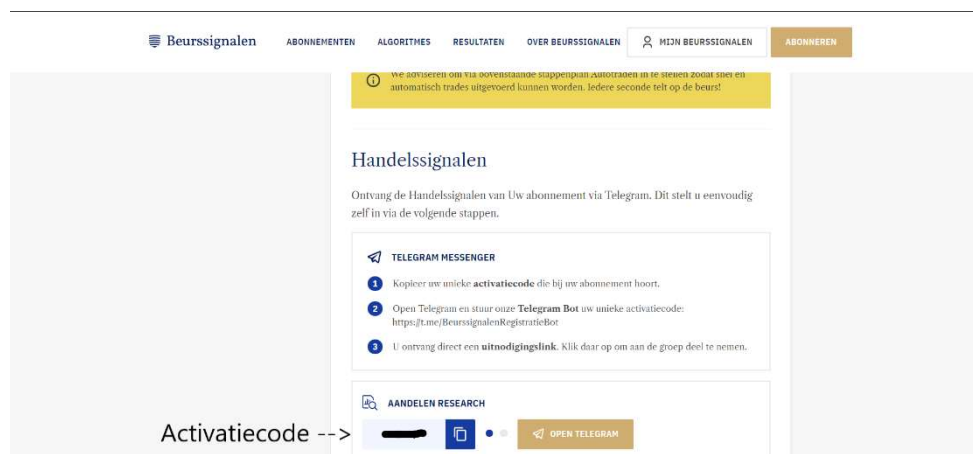 Beurssignalen ABONNEMENTEN ALGORITMES RESULTATEN OVER BEURSSIGNALEN MIJN BEURSSIGNALEN ABONNEREN
We adviseren om via bovenstaande stappenplan Autotraden in te stellen zodat snel en
automatisch trades uitgevoerd kunnen worden. Iedere seconde telt op de beurs!
Handelssignalen
Ontvang de Handelssignalen van Uw abonnement via Telegram. Dit stelt u eenvoudig
zelf in via de volgende stappen.
TELEGRAM MESSENGER
1 Kopieer uw unieke activatiecode die bij uw abonnement hoort.
2 Open Telegram en stuur onze Telegram Bot uw unieke activatiecode:
https://t.me/BeurssignalenRegistratieBot
3 U ontvang direct een uitnodigingslink. Klik daar op om aan de groep deel te nemen.
AANDELEN RESEARCH
Activatiecode --> OPEN TELEGRAM